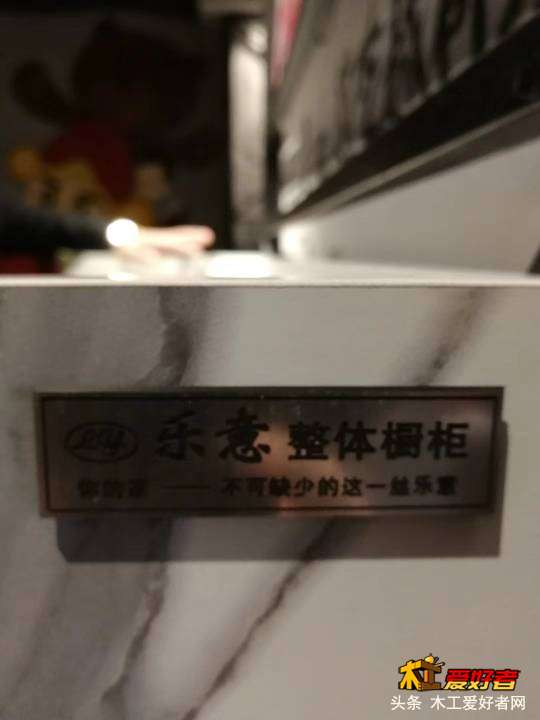 LY 乐意 整体橱柜
你的家——不可缺少的这一丝乐意
木工爱好者
头条 木工爱好者网